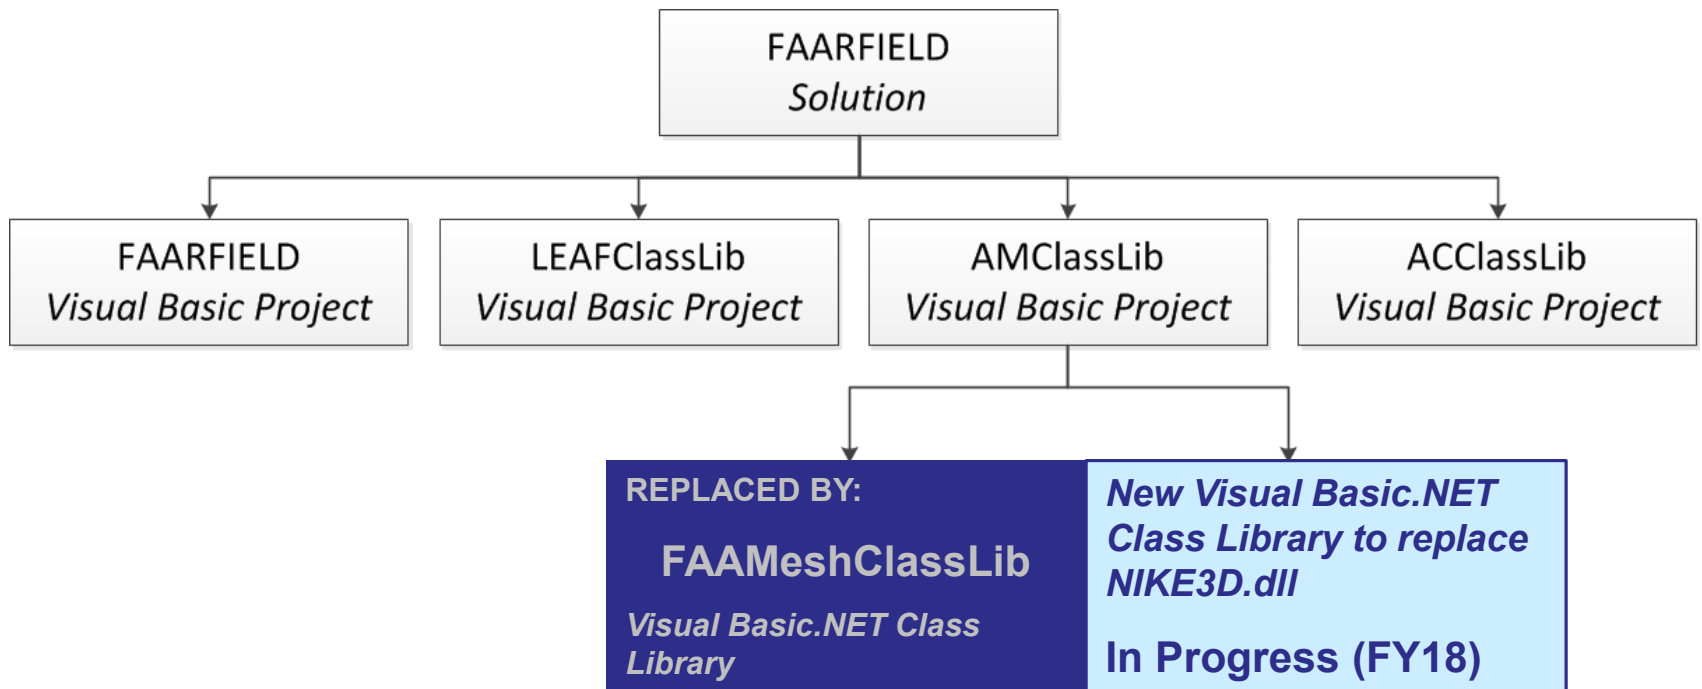 FAARFIELD
Solution
FAARFIELD
Visual Basic Project
LEAFClassLib
Visual Basic Project
AMClassLib
Visual Basic Project
ACClassLib
Visual Basic Project
REPLACED BY:
FAAMeshClassLib
Visual Basic.NET Class
Library
New Visual Basic.NET
Class Library to replace
NIKE3D.dll
In Progress (FY18)